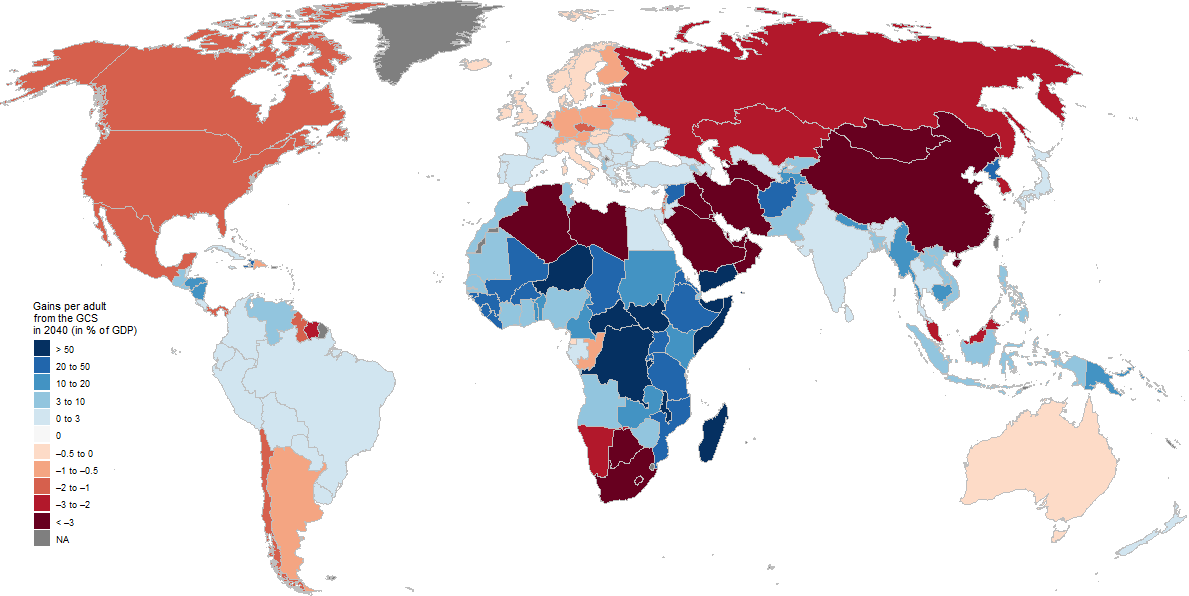 Gains per adult
from the GCS
in 2040 (in % of GDP)
> 50
20 to 50
10 to 20
3 to 10
0 to 3
0
–0.5 to 0
–1 to –0.5
–2 to –1
–3 to –2
< –3
NA